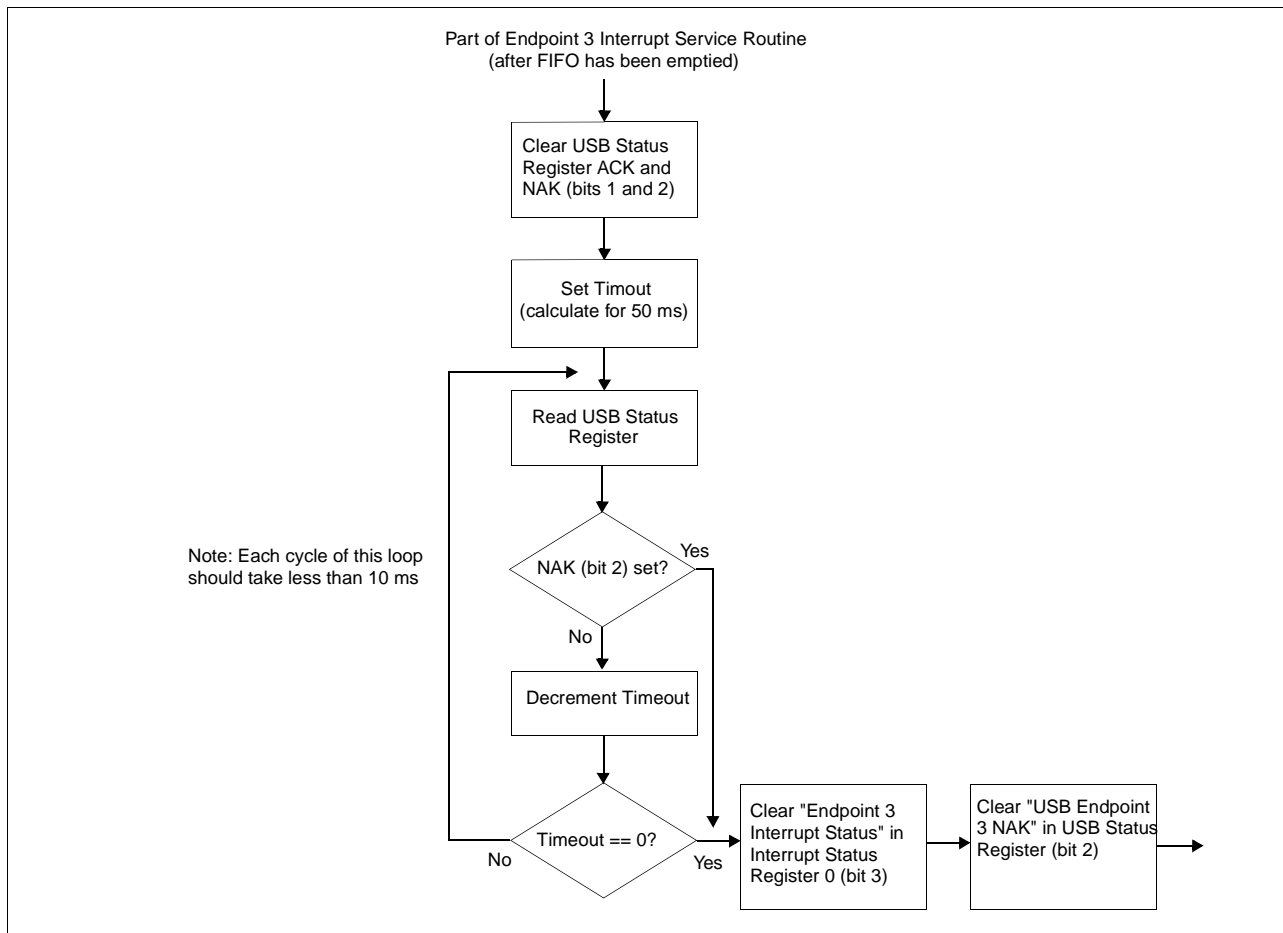 Part of Endpoint 3 Interrupt Service Routine
(after FIFO has been emptied)
Clear USB Status
Register ACK and
NAK (bits 1 and 2)
Set Timout
(calculate for 50 ms)
Read USB Status
Register
Note: Each cycle of this loop
should take less than 10 ms
NAK (bit 2) set?
Yes
No
Decrement Timeout
Timeout == 0?
No
Yes
Clear "Endpoint 3
Interrupt Status" in
Interrupt Status
Register 0 (bit 3)
Clear "USB Endpoint
3 NAK" in USB Status
Register (bit 2)